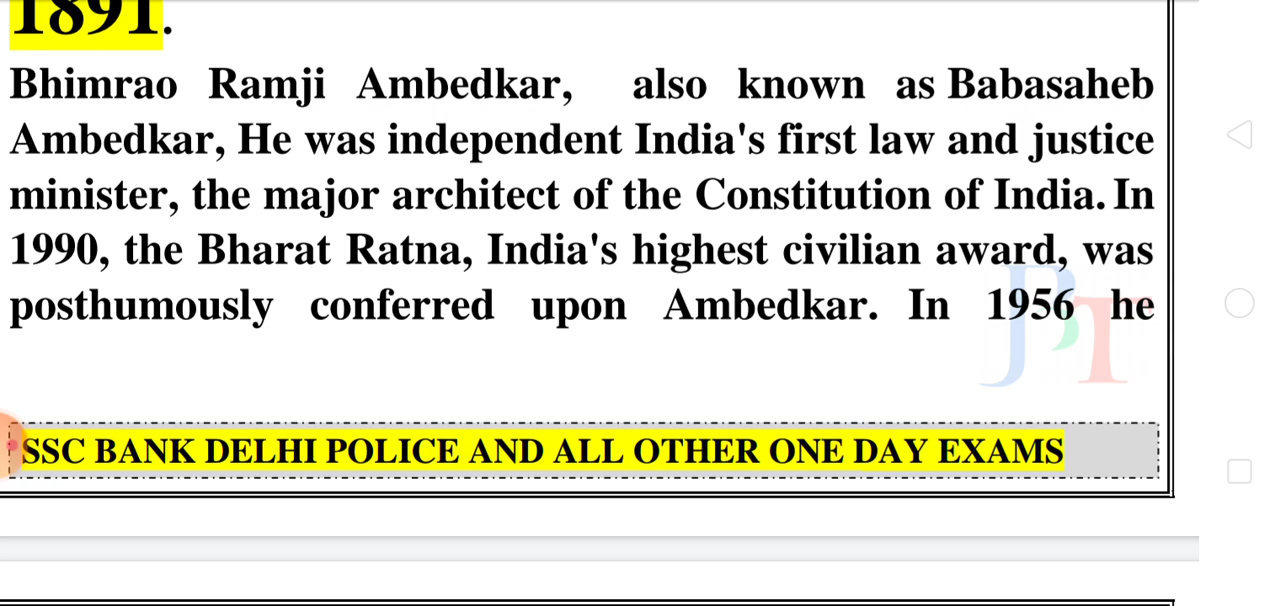 1891.
Bhimrao Ramji Ambedkar, also known as Babasaheb
Ambedkar, He was independent India's first law and justice
minister, the major architect of the Constitution of India. In
1990, the Bharat Ratna, India's highest civilian award, was
posthumously conferred upon Ambedkar. In 1956 he
JPT
SSC BANK DELHI POLICE AND ALL OTHER ONE DAY EXAMS